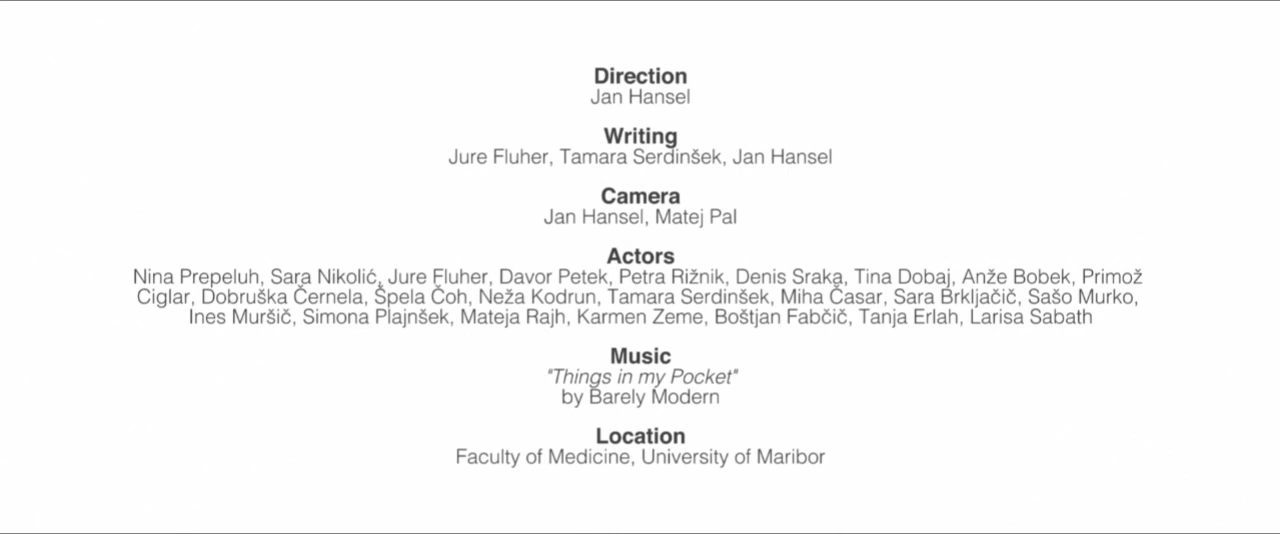 Direction
Jan Hansel
Writing
Jure Fluher, Tamara Serdinšek, Jan Hansel
Camera
Jan Hansel, Matej Pal
Actors
Nina Prepeluh, Sara Nikolić, Jure Fluher, Davor Petek, Petra Rižnik, Denis Sraka, Tina Dobaj, Anže Bobek, Primož
Ciglar, Dobruška Černela, Špela Čoh, Neža Kodrun, Tamara Serdinšek, Miha Časar, Sara Brkljačič, Sašo Murko,
Ines Muršič, Simona Plajnšek, Mateja Rajh, Karmen Zeme, Boštjan Fabčič, Tanja Erlah, Larisa Sabath
Music
"Things in my Pocket"
by Barely Modern
Location
Faculty of Medicine, University of Maribor